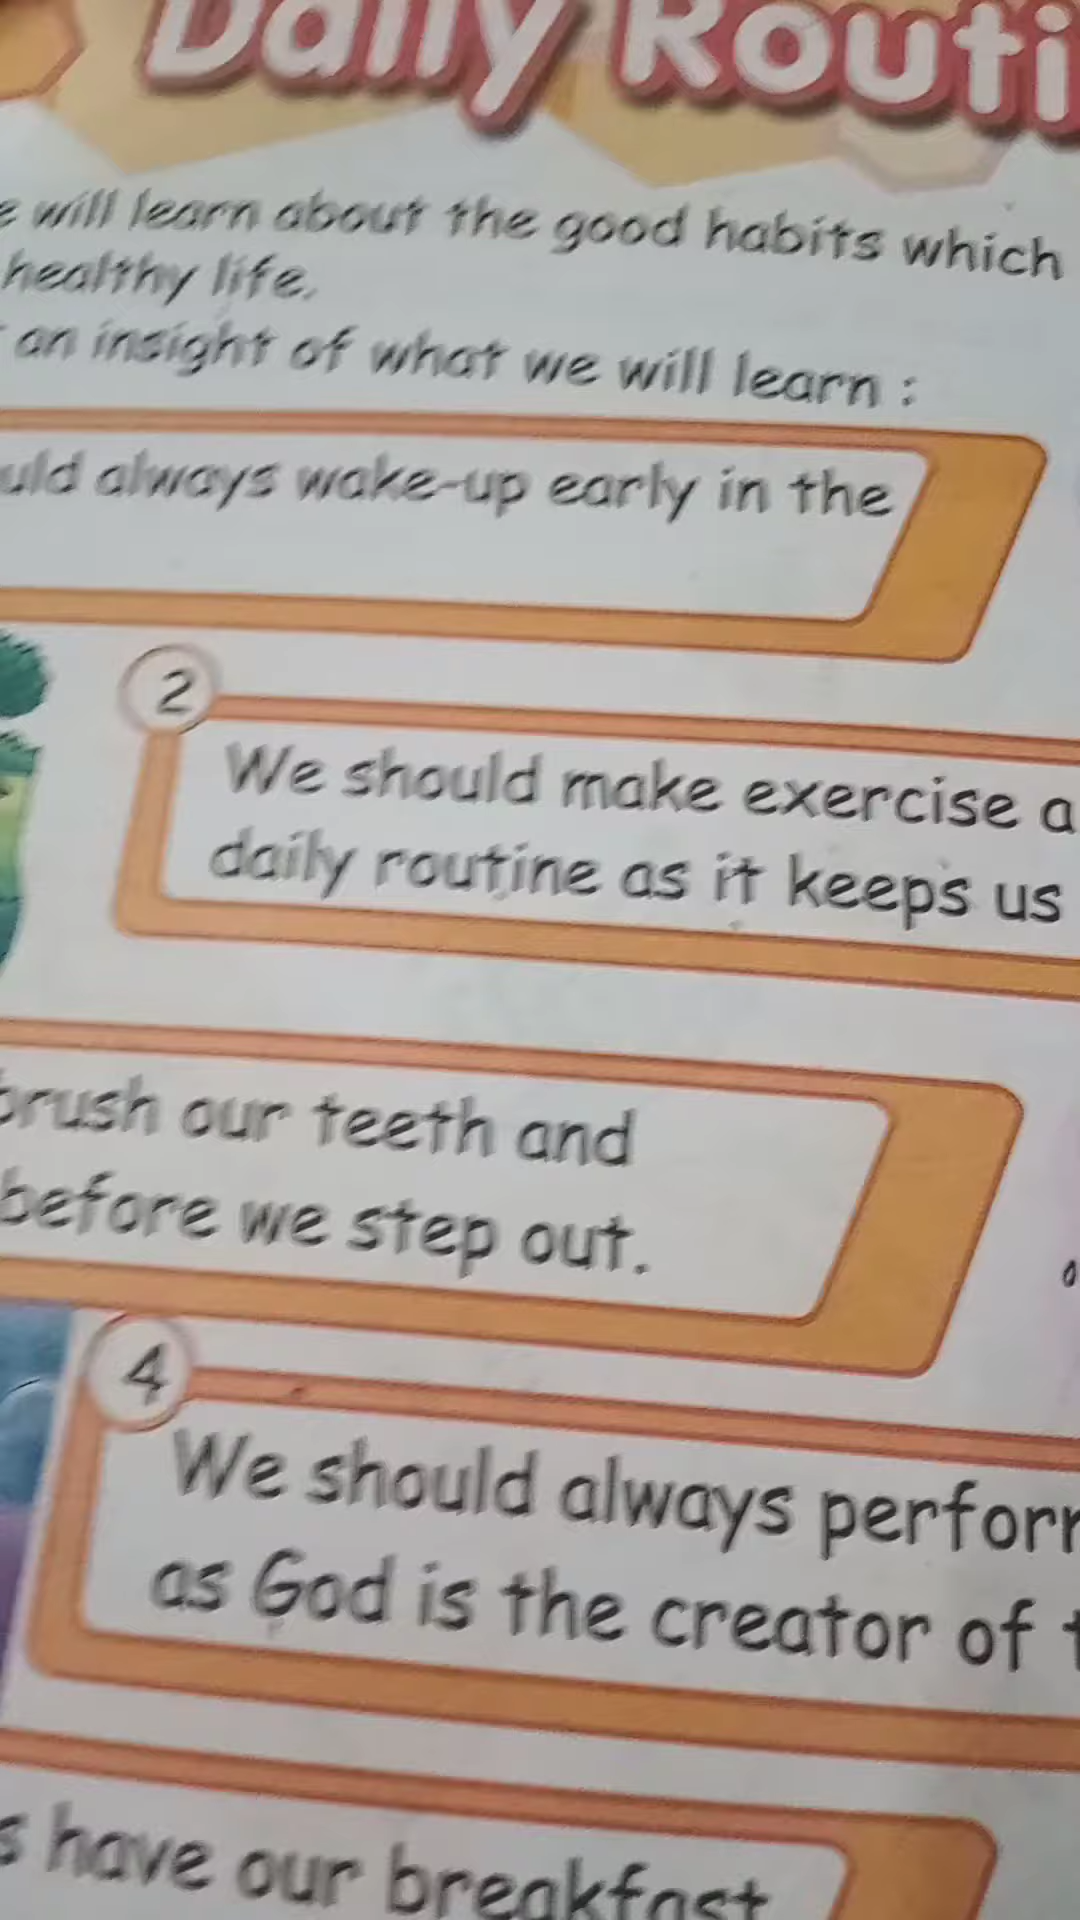 Daily Routi
will learn about the good habits which
healthy life.
an insight of what we will learn :
always wake-up early in the
2
We should make exercise a
daily routine as it keeps us
brush our teeth and
before we step out.
4
We should always perfor
as God is the creator of
have our breakfast